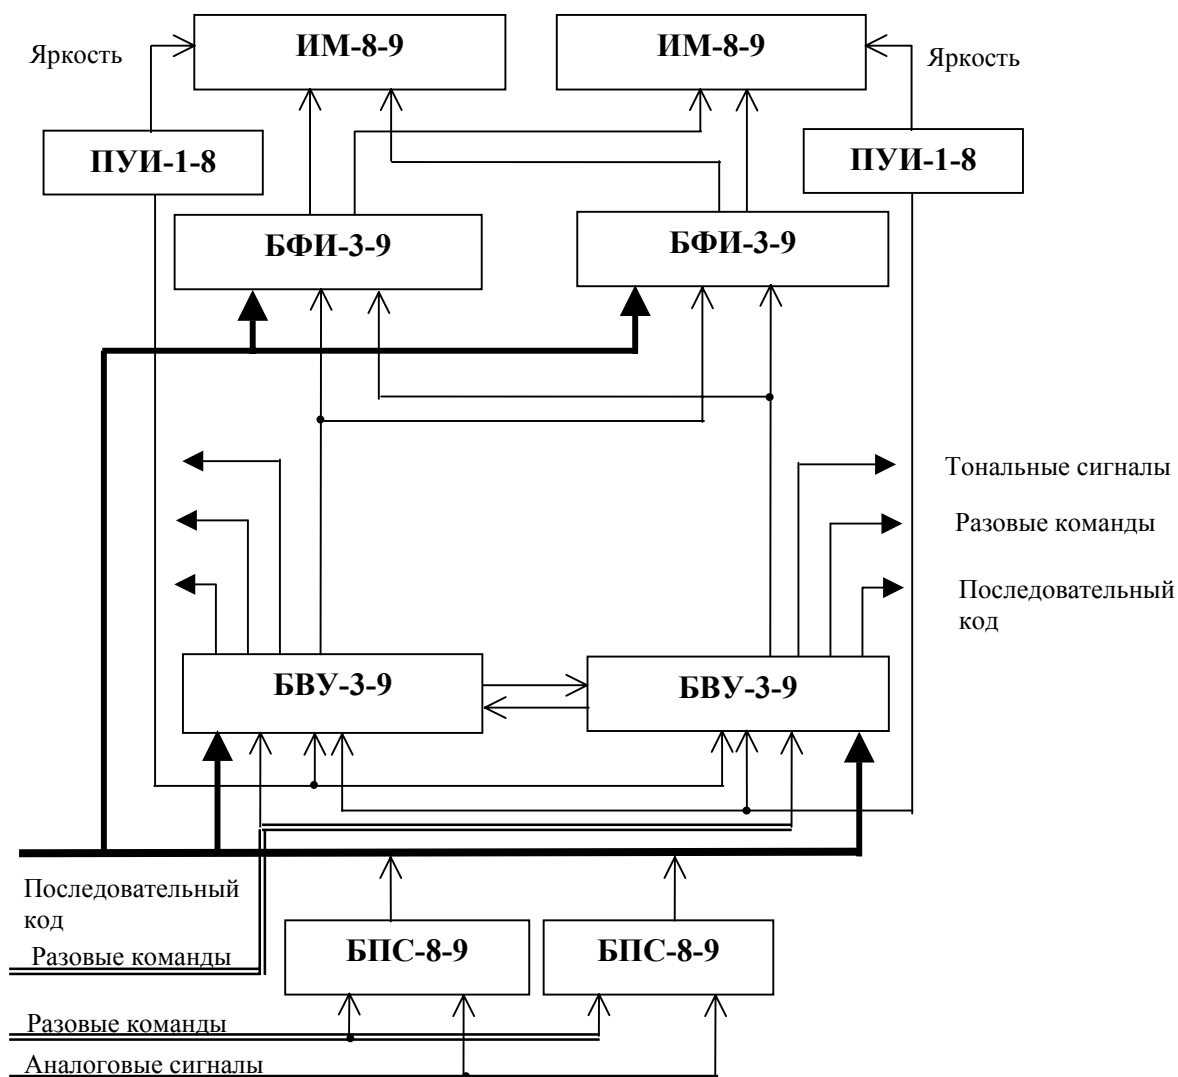 ИМ-8-9
ИМ-8-9
Яркость
Яркость
ПУИ-1-8
ПУИ-1-8
БФИ-3-9
БФИ-3-9
Тональные сигналы
Разовые команды
Последовательный
код
БВУ-3-9
БВУ-3-9
Последовательный
код
Разовые команды
БПС-8-9
БПС-8-9
Разовые команды
Аналоговые сигналы